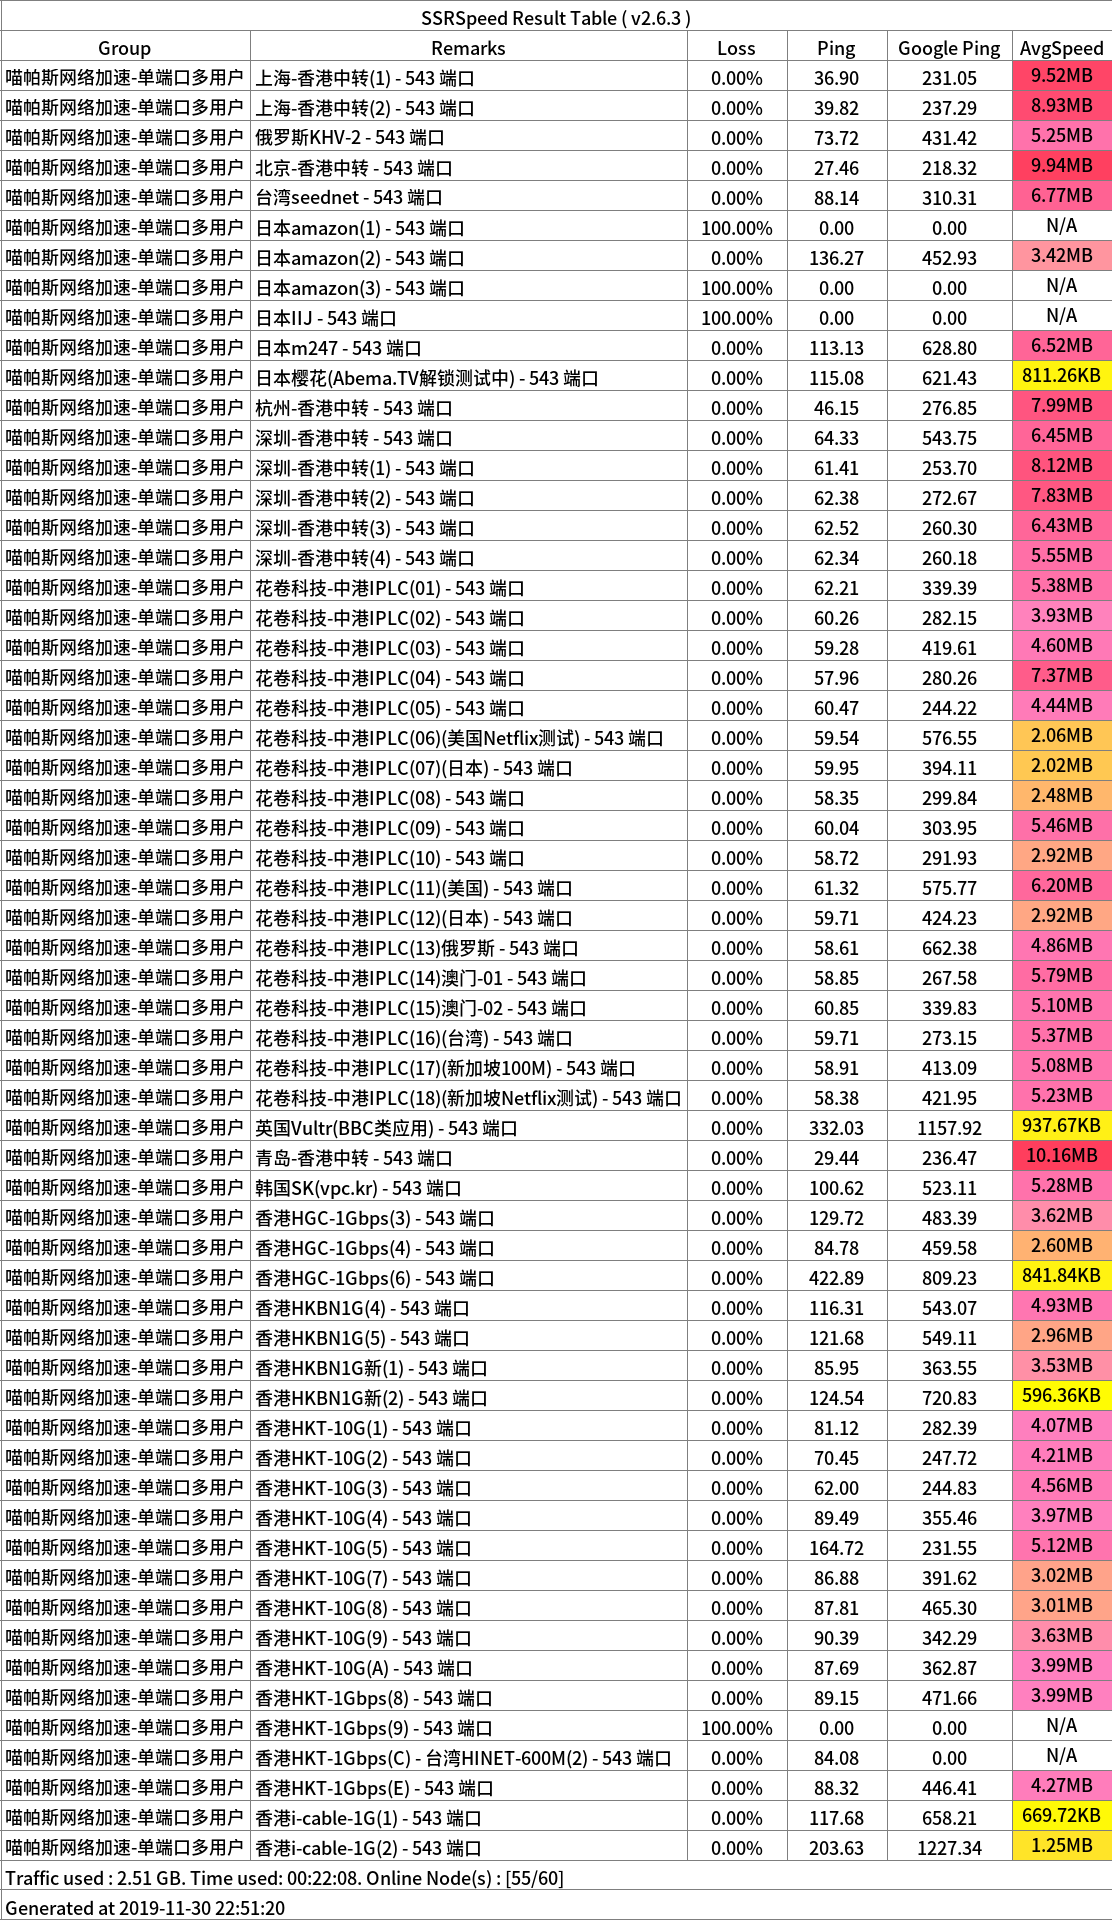 SSRSpeed Result Table ( v2.6.3 )
Group Remarks Loss Ping Google Ping AvgSpeed
喵帕斯网络加速-单端口多用户 上海-香港中转(1) - 543 端口 0.00% 36.90 231.05 9.52MB
喵帕斯网络加速-单端口多用户 上海-香港中转(2) - 543 端口 0.00% 39.82 237.29 8.93MB
喵帕斯网络加速-单端口多用户 俄罗斯KHV-2 - 543 端口 0.00% 73.72 431.42 5.25MB
喵帕斯网络加速-单端口多用户 北京-香港中转 - 543 端口 0.00% 27.46 218.32 9.94MB
喵帕斯网络加速-单端口多用户 台湾seednet - 543 端口 0.00% 88.14 310.31 6.77MB
喵帕斯网络加速-单端口多用户 日本amazon(1) - 543 端口 100.00% 0.00 0.00 N/A
喵帕斯网络加速-单端口多用户 日本amazon(2) - 543 端口 0.00% 136.27 452.93 3.42MB
喵帕斯网络加速-单端口多用户 日本amazon(3) - 543 端口 100.00% 0.00 0.00 N/A
喵帕斯网络加速-单端口多用户 日本IIJ - 543 端口 100.00% 0.00 0.00 N/A
喵帕斯网络加速-单端口多用户 日本m247 - 543 端口 0.00% 113.13 628.80 6.52MB
喵帕斯网络加速-单端口多用户 日本樱花(Abema.TV解锁测试中) - 543 端口 0.00% 115.08 621.43 811.26KB
喵帕斯网络加速-单端口多用户 杭州-香港中转 - 543 端口 0.00% 46.15 276.85 7.99MB
喵帕斯网络加速-单端口多用户 深圳-香港中转 - 543 端口 0.00% 64.33 543.75 6.45MB
喵帕斯网络加速-单端口多用户 深圳-香港中转(1) - 543 端口 0.00% 61.41 253.70 8.12MB
喵帕斯网络加速-单端口多用户 深圳-香港中转(2) - 543 端口 0.00% 62.38 272.67 7.83MB
喵帕斯网络加速-单端口多用户 深圳-香港中转(3) - 543 端口 0.00% 62.52 260.30 6.43MB
喵帕斯网络加速-单端口多用户 深圳-香港中转(4) - 543 端口 0.00% 62.34 260.18 5.55MB
喵帕斯网络加速-单端口多用户 花卷科技-中港IPLC(01) - 543 端口 0.00% 62.21 339.39 5.38MB
喵帕斯网络加速-单端口多用户 花卷科技-中港IPLC(02) - 543 端口 0.00% 60.26 282.15 3.93MB
喵帕斯网络加速-单端口多用户 花卷科技-中港IPLC(03) - 543 端口 0.00% 59.28 419.61 4.60MB
喵帕斯网络加速-单端口多用户 花卷科技-中港IPLC(04) - 543 端口 0.00% 57.96 280.26 7.37MB
喵帕斯网络加速-单端口多用户 花卷科技-中港IPLC(05) - 543 端口 0.00% 60.47 244.22 4.44MB
喵帕斯网络加速-单端口多用户 花卷科技-中港IPLC(06)(美国Netflix测试) - 543 端口 0.00% 59.54 576.55 2.06MB
喵帕斯网络加速-单端口多用户 花卷科技-中港IPLC(07)(日本) - 543 端口 0.00% 59.95 394.11 2.02MB
喵帕斯网络加速-单端口多用户 花卷科技-中港IPLC(08) - 543 端口 0.00% 58.35 299.84 2.48MB
喵帕斯网络加速-单端口多用户 花卷科技-中港IPLC(09) - 543 端口 0.00% 60.04 303.95 5.46MB
喵帕斯网络加速-单端口多用户 花卷科技-中港IPLC(10) - 543 端口 0.00% 58.72 291.93 2.92MB
喵帕斯网络加速-单端口多用户 花卷科技-中港IPLC(11)(美国) - 543 端口 0.00% 61.32 575.77 6.20MB
喵帕斯网络加速-单端口多用户 花卷科技-中港IPLC(12)(日本) - 543 端口 0.00% 59.71 424.23 2.92MB
喵帕斯网络加速-单端口多用户 花卷科技-中港IPLC(13)俄罗斯 - 543 端口 0.00% 58.61 662.38 4.86MB
喵帕斯网络加速-单端口多用户 花卷科技-中港IPLC(14)澳门-01 - 543 端口 0.00% 58.85 267.58 5.79MB
喵帕斯网络加速-单端口多用户 花卷科技-中港IPLC(15)澳门-02 - 543 端口 0.00% 60.85 339.83 5.10MB
喵帕斯网络加速-单端口多用户 花卷科技-中港IPLC(16)(台湾) - 543 端口 0.00% 59.71 273.15 5.37MB
喵帕斯网络加速-单端口多用户 花卷科技-中港IPLC(17)(新加坡100M) - 543 端口 0.00% 58.91 413.09 5.08MB
喵帕斯网络加速-单端口多用户 花卷科技-中港IPLC(18)(新加坡Netflix测试) - 543 端口 0.00% 58.38 421.95 5.23MB
喵帕斯网络加速-单端口多用户 英国Vultr(BBC类应用) - 543 端口 0.00% 332.03 1157.92 937.67KB
喵帕斯网络加速-单端口多用户 青岛-香港中转 - 543 端口 0.00% 29.44 236.47 10.16MB
喵帕斯网络加速-单端口多用户 韩国SK(vpc.kr) - 543 端口 0.00% 100.62 523.11 5.28MB
喵帕斯网络加速-单端口多用户 香港HGC-1Gbps(3) - 543 端口 0.00% 129.72 483.39 3.62MB
喵帕斯网络加速-单端口多用户 香港HGC-1Gbps(4) - 543 端口 0.00% 84.78 459.58 2.60MB
喵帕斯网络加速-单端口多用户 香港HGC-1Gbps(6) - 543 端口 0.00% 422.89 809.23 841.84KB
喵帕斯网络加速-单端口多用户 香港HKBN1G(4) - 543 端口 0.00% 116.31 543.07 4.93MB
喵帕斯网络加速-单端口多用户 香港HKBN1G(5) - 543 端口 0.00% 121.68 549.11 2.96MB
喵帕斯网络加速-单端口多用户 香港HKBN1G新(1) - 543 端口 0.00% 85.95 363.55 3.53MB
喵帕斯网络加速-单端口多用户 香港HKBN1G新(2) - 543 端口 0.00% 124.54 720.83 596.36KB
喵帕斯网络加速-单端口多用户 香港HKT-10G(1) - 543 端口 0.00% 81.12 282.39 4.07MB
喵帕斯网络加速-单端口多用户 香港HKT-10G(2) - 543 端口 0.00% 70.45 247.72 4.21MB
喵帕斯网络加速-单端口多用户 香港HKT-10G(3) - 543 端口 0.00% 62.00 244.83 4.56MB
喵帕斯网络加速-单端口多用户 香港HKT-10G(4) - 543 端口 0.00% 89.49 355.46 3.97MB
喵帕斯网络加速-单端口多用户 香港HKT-10G(5) - 543 端口 0.00% 164.72 231.55 5.12MB
喵帕斯网络加速-单端口多用户 香港HKT-10G(7) - 543 端口 0.00% 86.88 391.62 3.02MB
喵帕斯网络加速-单端口多用户 香港HKT-10G(8) - 543 端口 0.00% 87.81 465.30 3.01MB
喵帕斯网络加速-单端口多用户 香港HKT-10G(9) - 543 端口 0.00% 90.39 342.29 3.63MB
喵帕斯网络加速-单端口多用户 香港HKT-10G(A) - 543 端口 0.00% 87.69 362.87 3.99MB
喵帕斯网络加速-单端口多用户 香港HKT-1Gbps(8) - 543 端口 0.00% 89.15 471.66 3.99MB
喵帕斯网络加速-单端口多用户 香港HKT-1Gbps(9) - 543 端口 100.00% 0.00 0.00 N/A
喵帕斯网络加速-单端口多用户 香港HKT-1Gbps(C) - 台湾HINET-600M(2) - 543 端口 0.00% 84.08 0.00 N/A
喵帕斯网络加速-单端口多用户 香港HKT-1Gbps(E) - 543 端口 0.00% 88.32 446.41 4.27MB
喵帕斯网络加速-单端口多用户 香港i-cable-1G(1) - 543 端口 0.00% 117.68 658.21 669.72KB
喵帕斯网络加速-单端口多用户 香港i-cable-1G(2) - 543 端口 0.00% 203.63 1227.34 1.25MB
Traffic used : 2.51 GB. Time used: 00:22:08. Online Node(s) : [55/60]
Generated at 2019-11-30 22:51:20